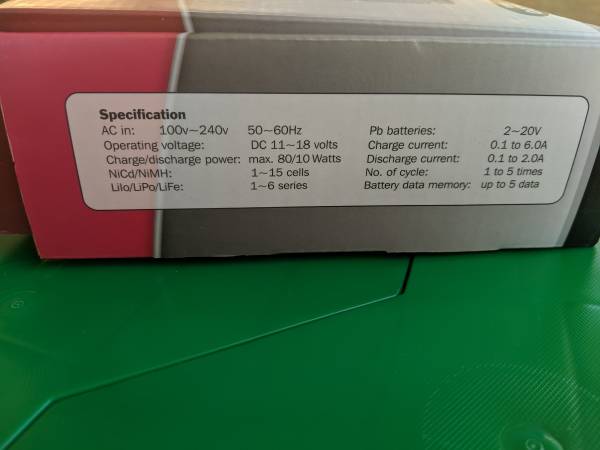 Specification
AC in: 100v~240v 50~60Hz
Operating voltage: DC 11~18 volts
Charge/discharge power: max. 80/10 Watts
NiCd/NiMH: 1~15 cells
LiIo/LiPo/LiFe: 1~6 series
Pb batteries: 2~20V
Charge current: 0.1 to 6.0A
Discharge current: 0.1 to 2.0A
No. of cycle: 1 to 5 times
Battery data memory: up to 5 data